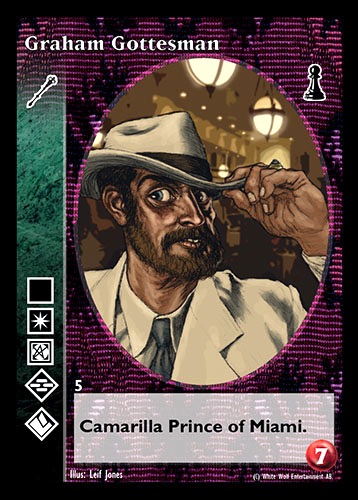 Graham Gottesman
5
Camarilla Prince of Miami.
7
Illus: Leif Jones
(C) White Wolf Entertainment AB.